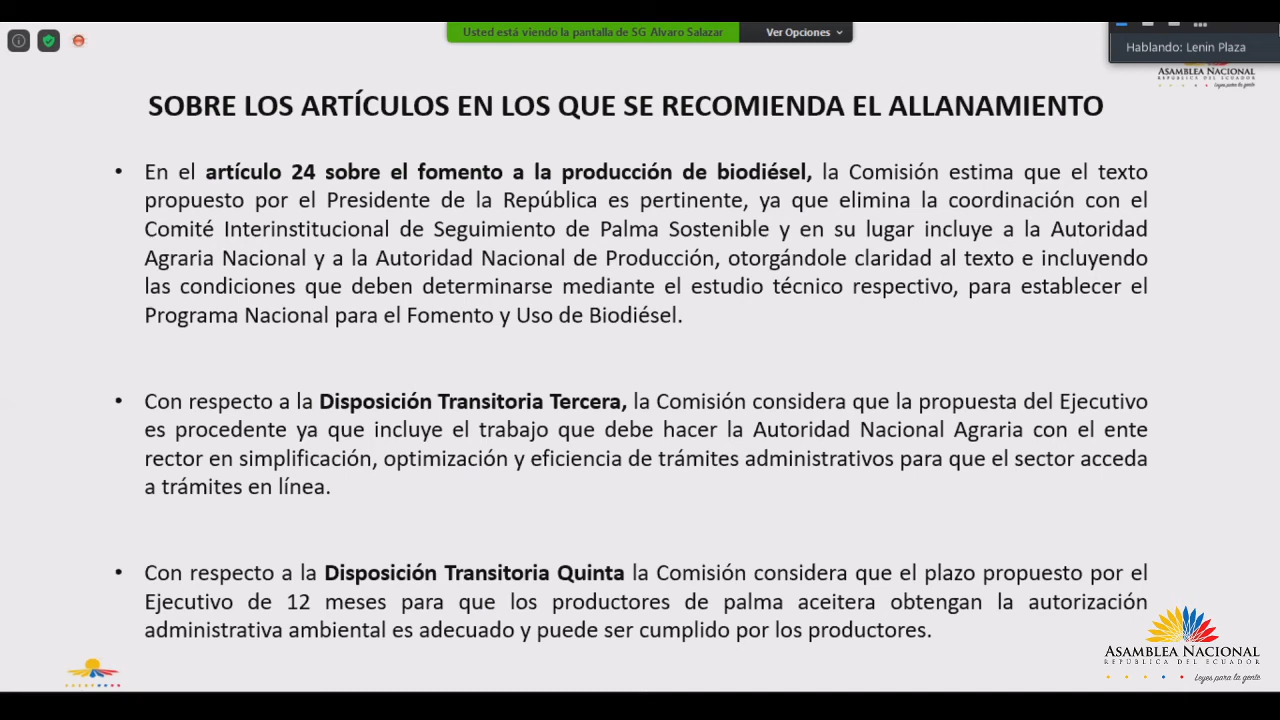 Usted está viendo la pantalla de SG Alvaro Salazar
Ver Opciones
Hablando: Lenin Plaza
ASAMBLEA NACIONAL
REPÚBLICA DEL ECUADOR
Leyes para la gente
SOBRE LOS ARTÍCULOS EN LOS QUE SE RECOMIENDA EL ALLANAMIENTO
• En el artículo 24 sobre el fomento a la producción de biodiésel, la Comisión estima que el texto
propuesto por el Presidente de la República es pertinente, ya que elimina la coordinación con el
Comité Interinstitucional de Seguimiento de Palma Sostenible y en su lugar incluye a la Autoridad
Agraria Nacional y a la Autoridad Nacional de Producción, otorgándole claridad al texto e incluyendo
las condiciones que deben determinarse mediante el estudio técnico respectivo, para establecer el
Programa Nacional para el Fomento y Uso de Biodiésel.
• Con respecto a la Disposición Transitoria Tercera, la Comisión considera que la propuesta del Ejecutivo
es procedente ya que incluye el trabajo que debe hacer la Autoridad Nacional Agraria con el ente
rector en simplificación, optimización y eficiencia de trámites administrativos para que el sector acceda
a trámites en línea.
• Con respecto a la Disposición Transitoria Quinta la Comisión considera que el plazo propuesto por el
Ejecutivo de 12 meses para que los productores de palma aceitera obtengan la autorización
administrativa ambiental es adecuado y puede ser cumplido por los productores.
ASAMBLEA NACIONAL
REPÚBLICA DEL ECUADOR
Leyes para la gente